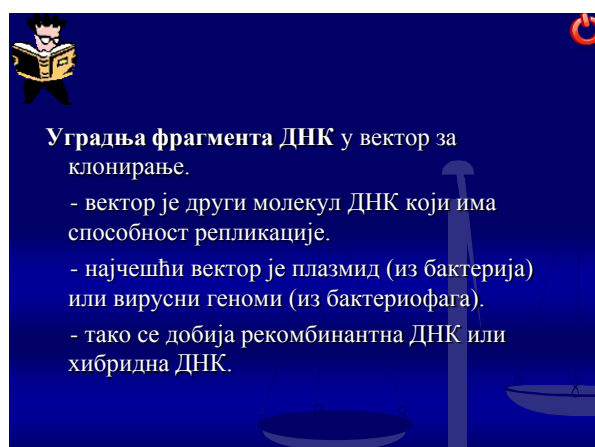 Уградња фрагмента ДНК у вектор за
клонирање.
- вектор је други молекул ДНК који има
способност репликације.
- најчешћи вектор је плазмид (из бактерија)
или вирусни геноми (из бактериофага).
- тако се добија рекомбинантна ДНК или
хибридна ДНК.